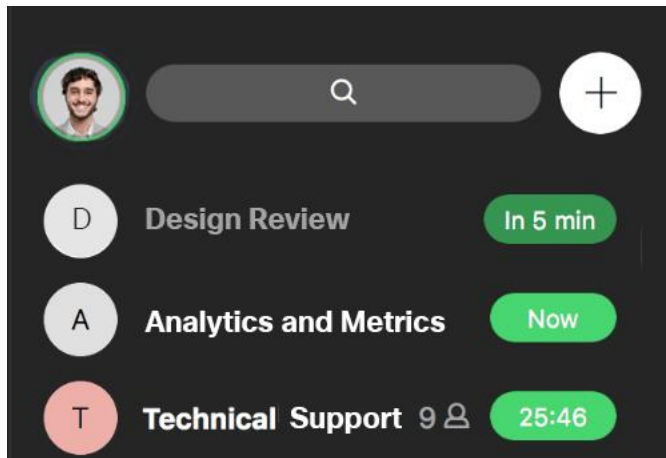 D Design Review In 5 min
A Analytics and Metrics Now
T Technical Support 9 25:46